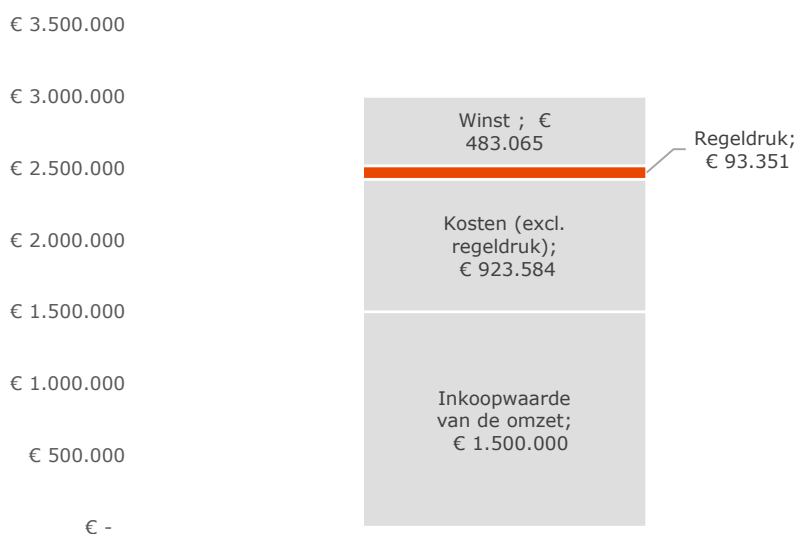 € 3.500.000
€ 3.000.000
€ 2.500.000
€ 2.000.000
€ 1.500.000
€ 1.000.000
€ 500.000
€ -
Winst ; €
483.065
Regeldruk;
€ 93.351
Kosten (excl.
regeldruk);
€ 923.584
Inkoopwaarde
van de omzet;
€ 1.500.000